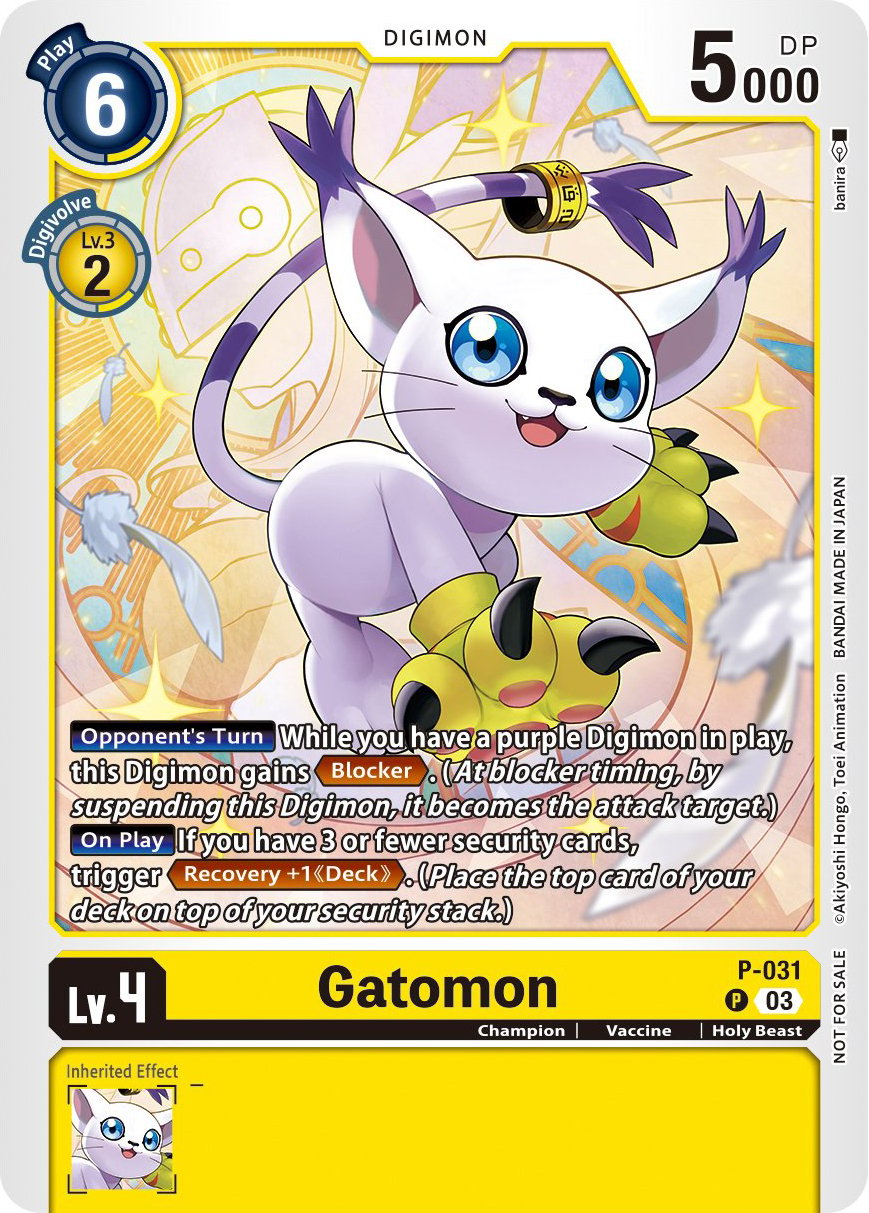 Play
6
DIGIMON
5000
DP
Digivolve
Lv.3
2
banira
Opponent's Turn While you have a purple Digimon in play,
this Digimon gains Blocker. (At blocker timing, by
suspending this Digimon, it becomes the attack target.)
On Play If you have 3 or fewer security cards,
trigger Recovery +1《Deck》. (Place the top card of your
deck on top of your security stack.)
©Akiyoshi Hongo, Toei Animation BANDAI MADE IN JAPAN
NOT FOR SALE
Lv.4
Gatomon
P-031
P 03
Champion | Vaccine | Holy Beast
Inherited Effect
–